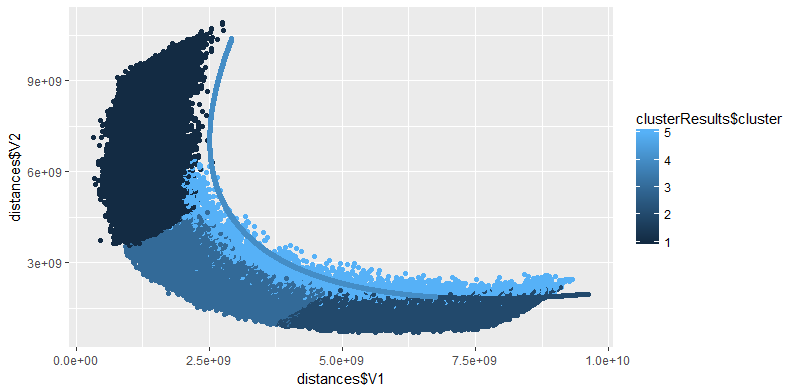 distances$V2
9e+09
6e+09
3e+09
0.0e+00
2.5e+09
5.0e+09
7.5e+09
1.0e+10
distances$V1
clusterResults$cluster
5
4
3
2
1